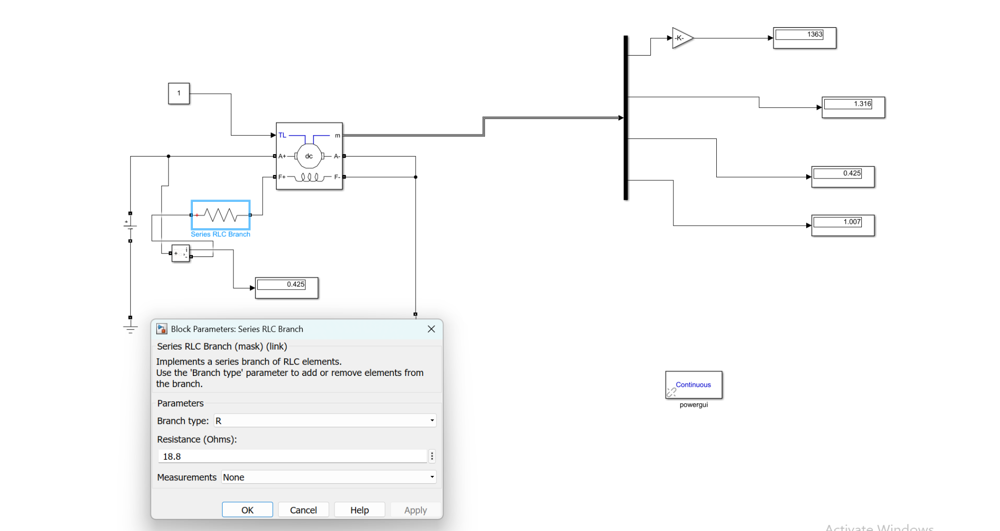 -K-
1363
1
1.316
TL
m
A+
dc
A-
F+
F-
0.425
+
Series RLC Branch
+
1.007
+
i
-
0.425
Block Parameters: Series RLC Branch
Series RLC Branch (mask) (link)
Implements a series branch of RLC elements.
Use the 'Branch type' parameter to add or remove elements from
the branch.
Parameters
Branch type: R
Resistance (Ohms):
18.8
Measurements None
OK Cancel Help Apply
Continuous
powergui
Activate Windows